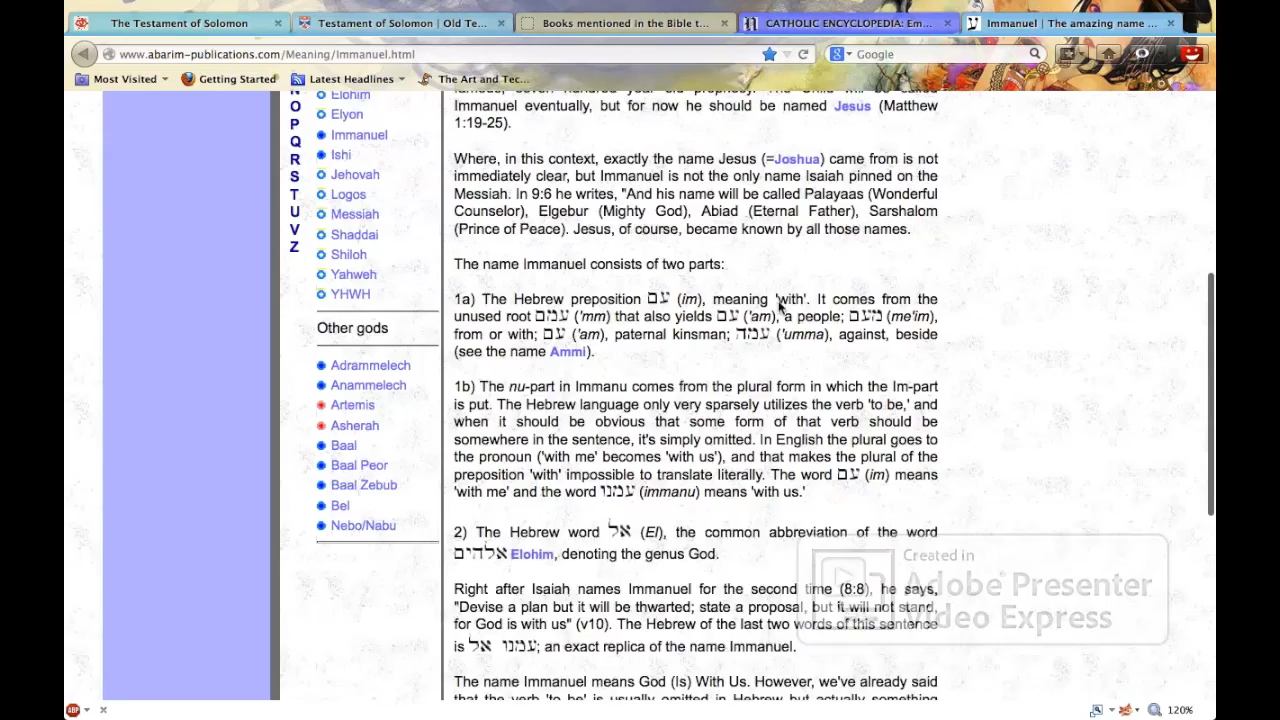 The Testament of Solomon
Testament of Solomon | Old Te...
Books mentioned in the Bible t...
CATHOLIC ENCYCLOPEDIA: Em...
Immanuel | The amazing name ...
www.abarim-publications.com/Meaning/Immanuel.html
Google
Most Visited
Getting Started
Latest Headlines
The Art and Tec...
O
P
Q
R
S
T
U
V
Z
Elohim
Elyon
Immanuel
Ishi
Jehovah
Logos
Messiah
Shaddai
Shiloh
Yahweh
YHWH
Other gods
Adrammelech
Anammelech
Artemis
Asherah
Baal
Baal Peor
Baal Zebub
Bel
Nebo/Nabu
Immanuel eventually, but for now he should be named Jesus (Matthew
1:19-25).
Where, in this context, exactly the name Jesus (=Joshua) came from is not
immediately clear, but Immanuel is not the only name Isaiah pinned on the
Messiah. In 9:6 he writes, "And his name will be called Palayaas (Wonderful
Counselor), Elgebur (Mighty God), Abiad (Eternal Father), Sarshalom
(Prince of Peace). Jesus, of course, became known by all those names.
The name Immanuel consists of two parts:
1a) The Hebrew preposition עם (im), meaning 'with'. It comes from the
unused root עמם ('mm) that also yields עם ('am), a people; מעם (me'im),
from or with; עם ('am), paternal kinsman; עמה ('umma), against, beside
(see the name Ammi).
1b) The nu-part in Immanu comes from the plural form in which the Im-part
is put. The Hebrew language only very sparsely utilizes the verb 'to be,' and
when it should be obvious that some form of that verb should be
somewhere in the sentence, it's simply omitted. In English the plural goes to
the pronoun ('with me' becomes 'with us'), and that makes the plural of the
preposition 'with' impossible to translate literally. The word עם (im) means
'with me' and the word עמנו (immanu) means 'with us.'
2) The Hebrew word אל (El), the common abbreviation of the word
אלהים Elohim, denoting the genus God.
Right after Isaiah names Immanuel for the second time (8:8), he says,
"Devise a plan but it will be thwarted; state a proposal, but it will not stand,
for God is with us" (v10). The Hebrew of the last two words of this sentence
is עמנו אל; an exact replica of the name Immanuel.
The name Immanuel means God (Is) With Us. However, we've already said
that the verb 'to be' is usually omitted in Hebrew but actually something
Created in
Adobe Presenter
Video Express
ABP
120%